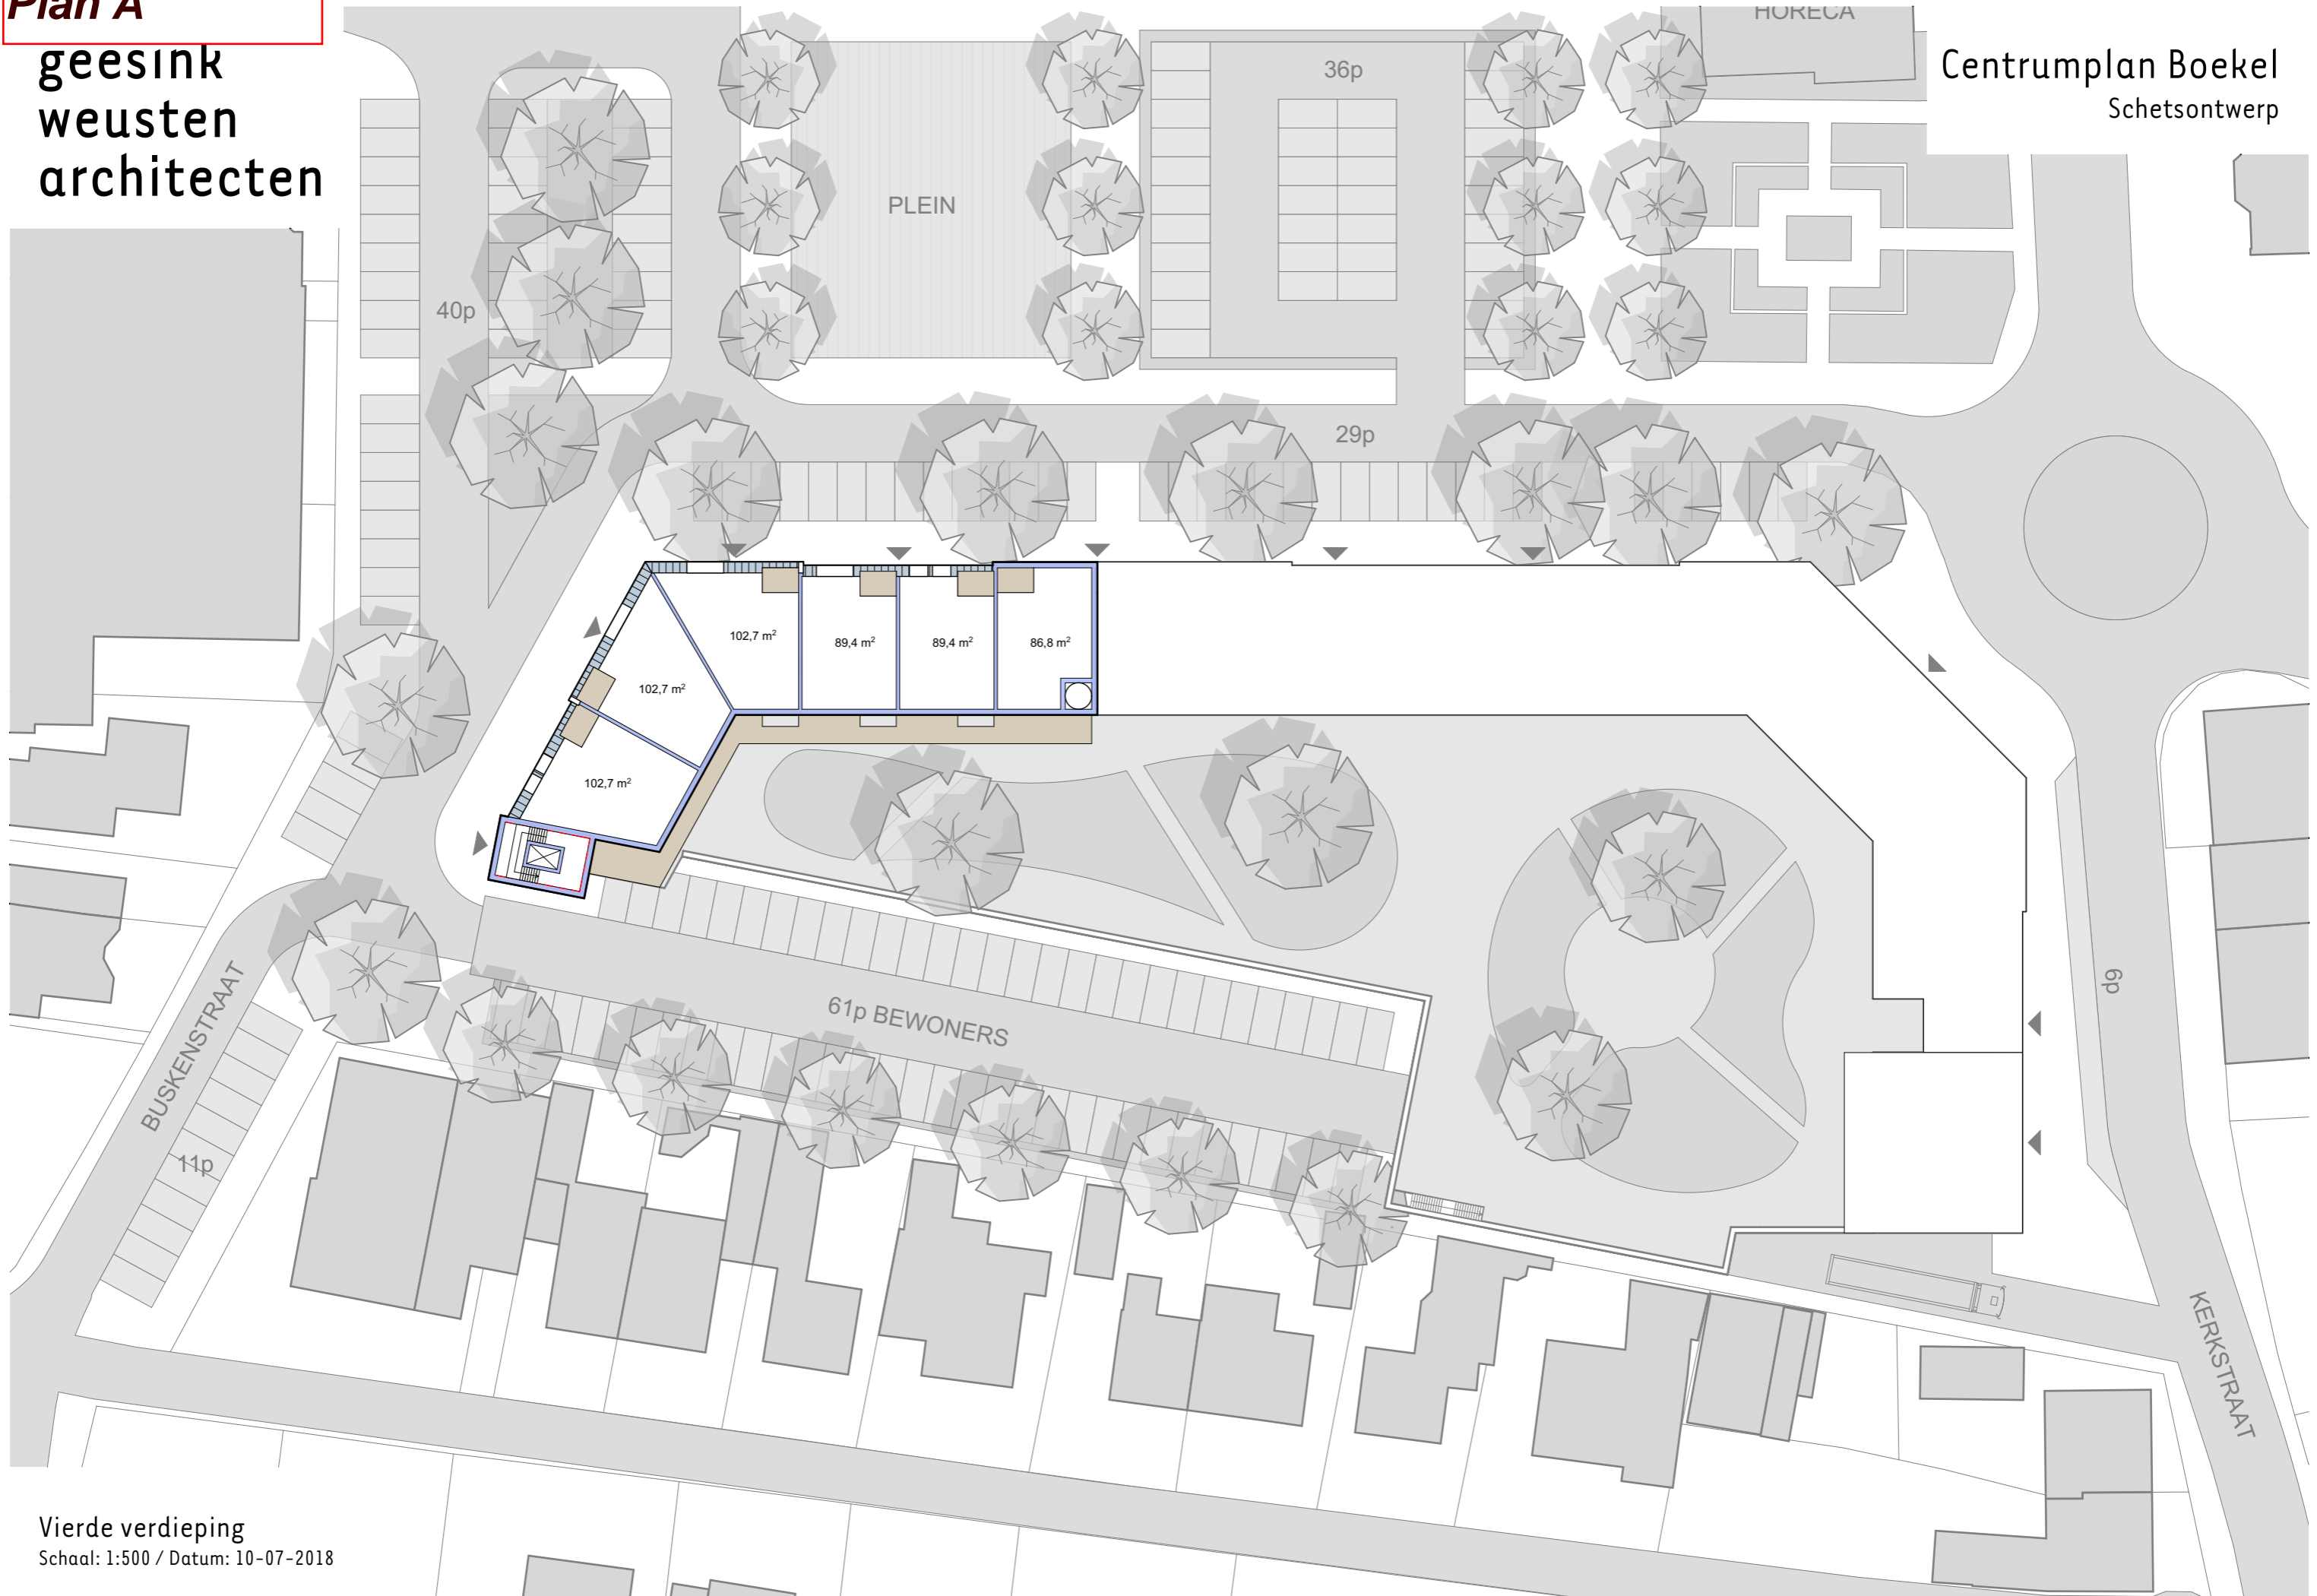 Plan A
geesink
weusten
architecten
HORECA
Centrumplan Boekel
Schetsontwerp
36p
PLEIN
40p
29p
102,7 m²
89,4 m²
89,4 m²
86,8 m²
102,7 m²
102,7 m²
61p BEWONERS
6p
BUSKENSTRAAT
11p
KERKSTRAAT
Vierde verdieping
Schaal: 1:500 / Datum: 10-07-2018